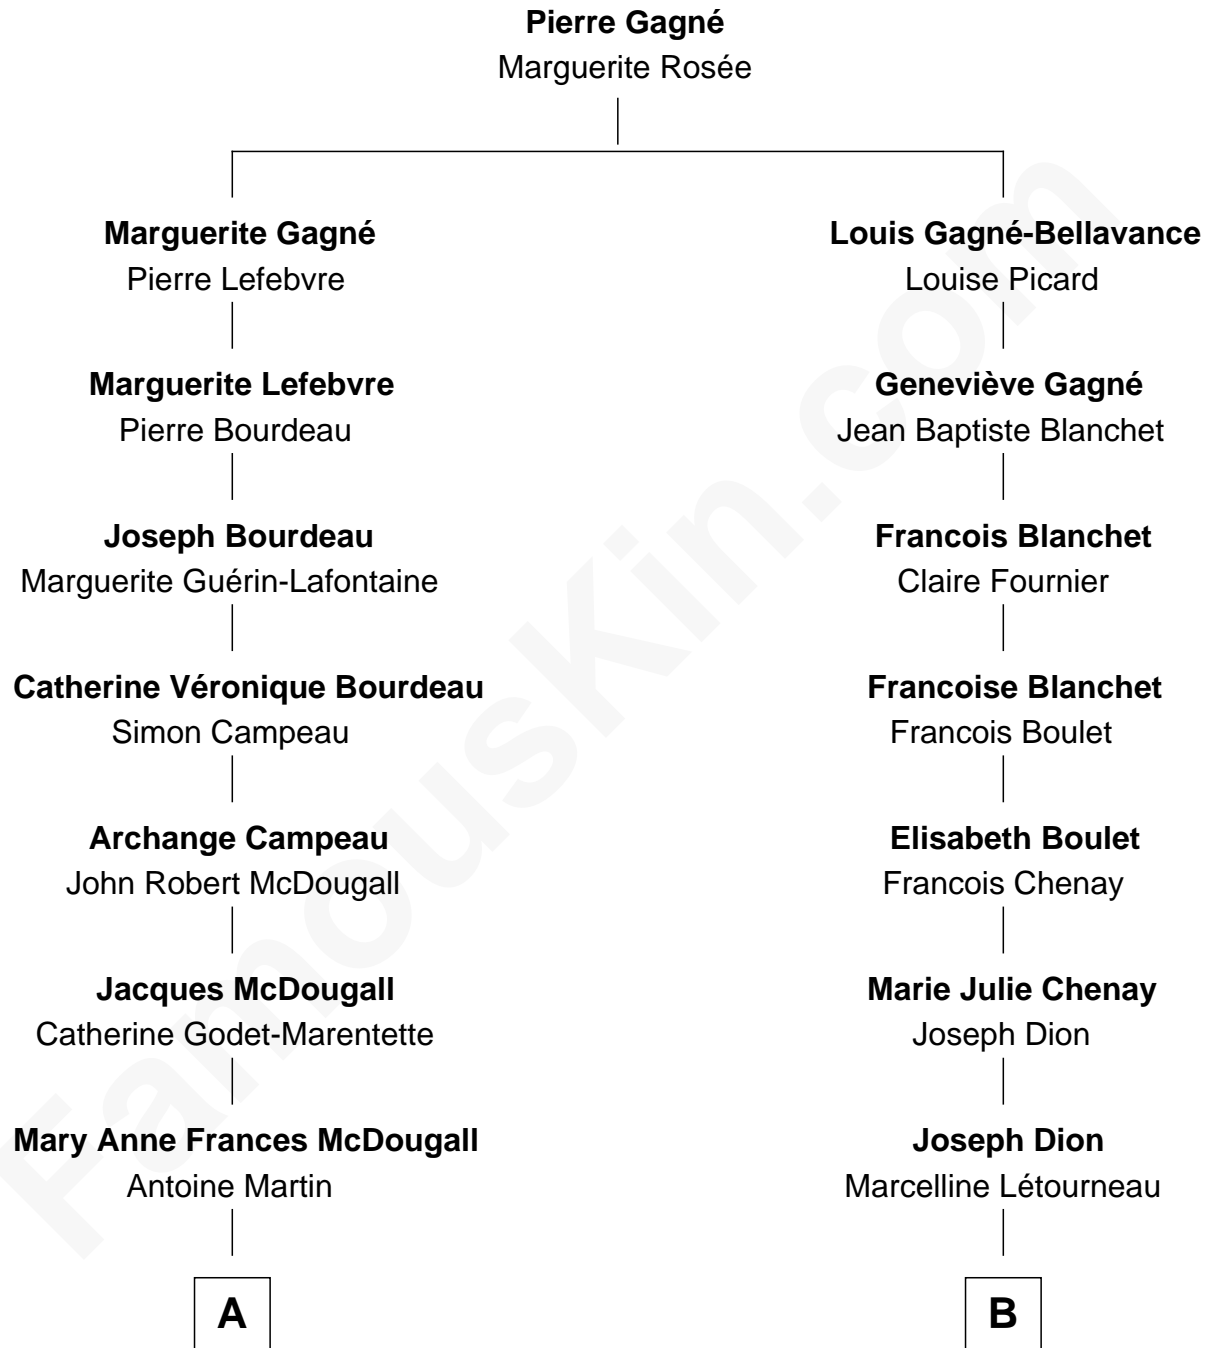 Pierre Gagné
Marguerite Rosée
Marguerite Gagné
Pierre Lefebvre
Marguerite Lefebvre
Pierre Bourdeau
Joseph Bourdeau
Marguerite Guérin-Lafontaine
Catherine Véronique Bourdeau
Simon Campeau
Archange Campeau
John Robert McDougall
Jacques McDougall
Catherine Godet-Marentette
Mary Anne Frances McDougall
Antoine Martin
A
Louis Gagné-Bellavance
Louise Picard
Geneviève Gagné
Jean Baptiste Blanchet
Francois Blanchet
Claire Fournier
Francoise Blanchet
Francois Boulet
Elisabeth Boulet
Francois Chenay
Marie Julie Chenay
Joseph Dion
Joseph Dion
Marcelline Létourneau
B
FamousKin.com